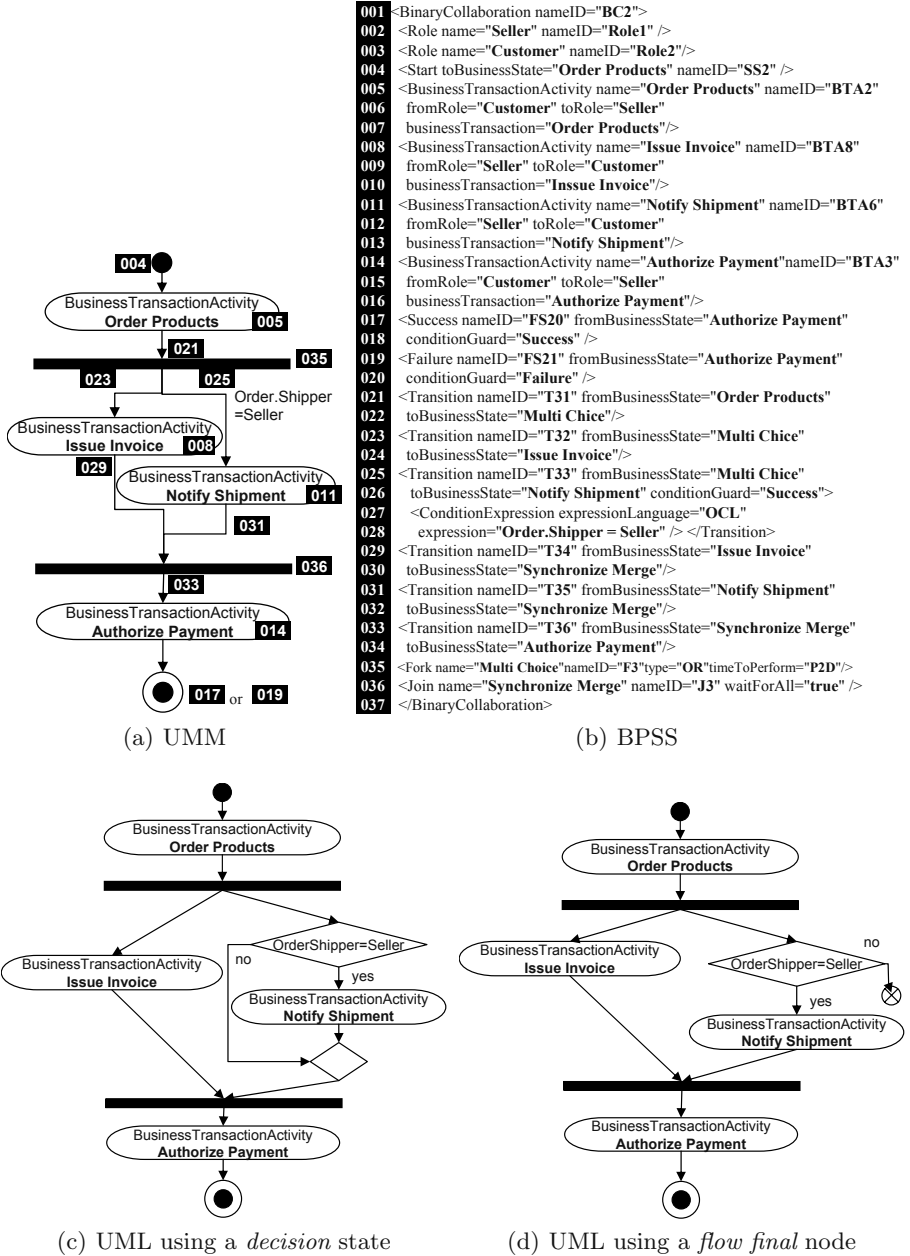 004
BusinessTransactionActivity
Order Products
005
021
035
023
025
Order.Shipper
=Seller
BusinessTransactionActivity
Issue Invoice
008
029
BusinessTransactionActivity
Notify Shipment
011
031
036
033
BusinessTransactionActivity
Authorize Payment
014
017 or 019
(a) UMM
001 <BinaryCollaboration nameID="BC2">
002 <Role name="Seller" nameID="Role1" />
003 <Role name="Customer" nameID="Role2"/>
004 <Start toBusinessState="Order Products" nameID="SS2" />
005 <BusinessTransactionActivity name="Order Products" nameID="BTA2"
006 fromRole="Customer" toRole="Seller"
007 businessTransaction="Order Products"/>
008 <BusinessTransactionActivity name="Issue Invoice" nameID="BTA8"
009 fromRole="Seller" toRole="Customer"
010 businessTransaction="Inssue Invoice"/>
011 <BusinessTransactionActivity name="Notify Shipment" nameID="BTA6"
012 fromRole="Seller" toRole="Customer"
013 businessTransaction="Notify Shipment"/>
014 <BusinessTransactionActivity name="Authorize Payment"nameID="BTA3"
015 fromRole="Customer" toRole="Seller"
016 businessTransaction="Authorize Payment"/>
017 <Success nameID="FS20" fromBusinessState="Authorize Payment"
018 conditionGuard="Success" />
019 <Failure nameID="FS21" fromBusinessState="Authorize Payment"
020 conditionGuard="Failure" />
021 <Transition nameID="T31" fromBusinessState="Order Products"
022 toBusinessState="Multi Chice"/>
023 <Transition nameID="T32" fromBusinessState="Multi Chice"
024 toBusinessState="Issue Invoice"/>
025 <Transition nameID="T33" fromBusinessState="Multi Chice"
026 toBusinessState="Notify Shipment" conditionGuard="Success">
027 <ConditionExpression expressionLanguage="OCL"
028 expression="Order.Shipper = Seller" /> </Transition>
029 <Transition nameID="T34" fromBusinessState="Issue Invoice"
030 toBusinessState="Synchronize Merge"/>
031 <Transition nameID="T35" fromBusinessState="Notify Shipment"
032 toBusinessState="Synchronize Merge"/>
033 <Transition nameID="T36" fromBusinessState="Synchronize Merge"
034 toBusinessState="Authorize Payment"/>
035 <Fork name="Multi Choice"nameID="F3"type="OR"timeToPerform="P2D"/>
036 <Join name="Synchronize Merge" nameID="J3" waitForAll="true" />
037 </BinaryCollaboration>
(b) BPSS
BusinessTransactionActivity
Order Products
OrderShipper=Seller
no
yes
BusinessTransactionActivity
Issue Invoice
BusinessTransactionActivity
Notify Shipment
BusinessTransactionActivity
Authorize Payment
(c) UML using a decision state
BusinessTransactionActivity
Order Products
no
BusinessTransactionActivity
Issue Invoice
OrderShipper=Seller
yes
BusinessTransactionActivity
Notify Shipment
BusinessTransactionActivity
Authorize Payment
(d) UML using a flow final node